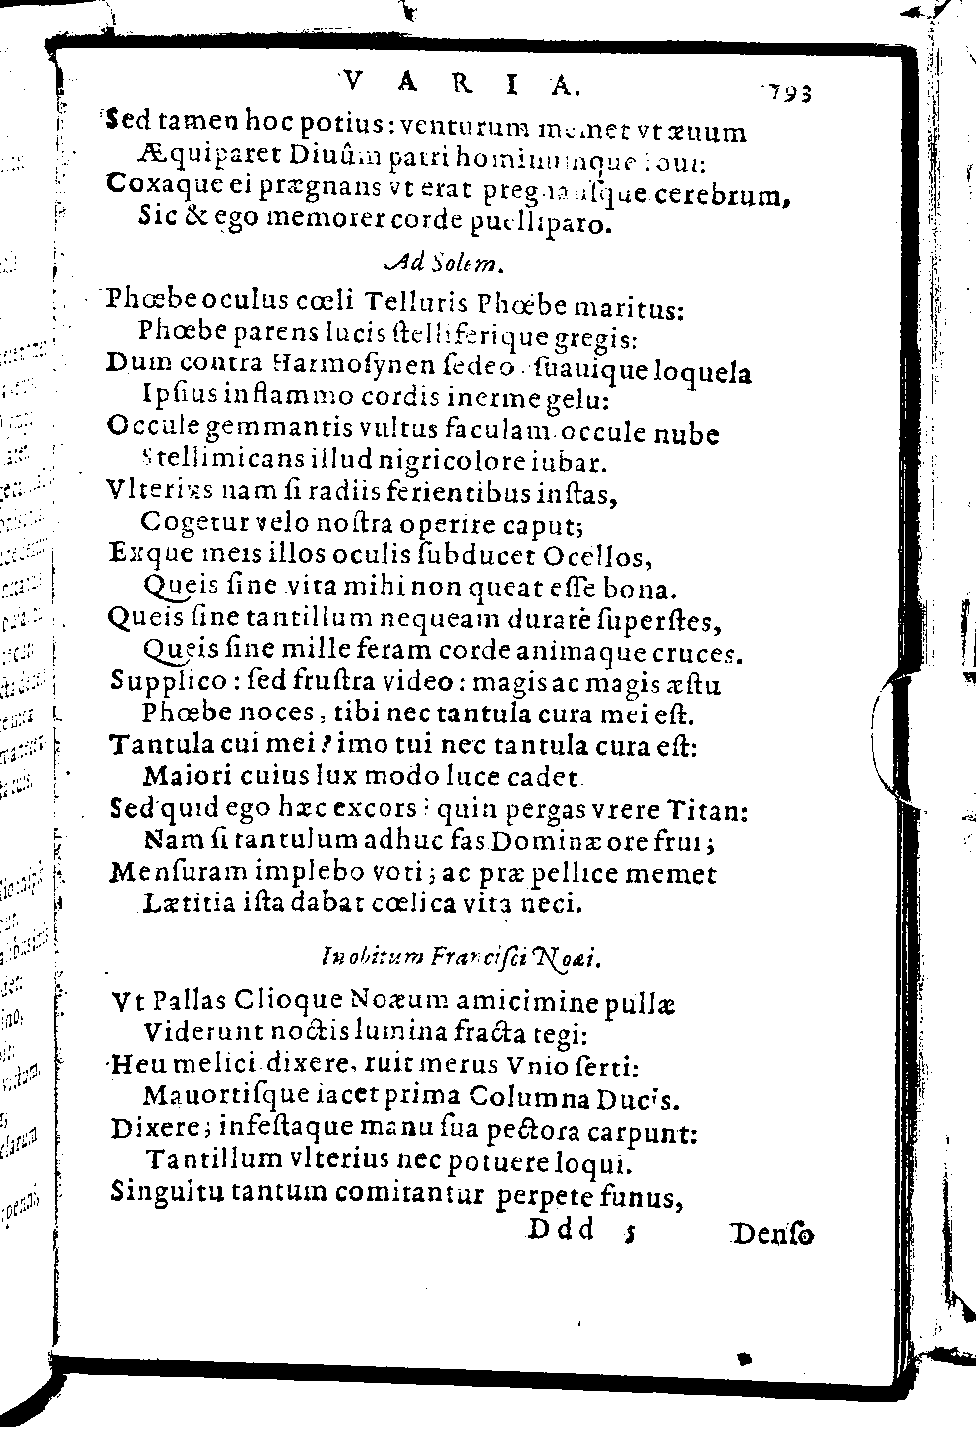 V A R I A. 793
Sed tamen hoc potius: venturum memet vt æuum
Æquiparet Diuûm patri hominumque Ioui:
Coxaque ei prægnans vt erat cerebrum,
Sic & ego memorer corde puelliparo.
Ad Solem.
Phœbe oculus cœli Telluris Phœbe maritus:
Phœbe parens lucis ſtelliferique gregis:
Dum contra Harmoſynen ſedeo ſuauique loquela
Ipſius inflammo cordis inerme gelu:
Occule gemmantis vultus faculam occule nube
Stellimicans illud nigricolore iubar.
Vlterius nam ſi radiis ferientibus inſtas,
Cogetur velo noſtra operire caput;
Exque meis illos oculis ſubducet Ocellos,
Queis ſine vita mihi non queat eſſe bona.
Queis ſine tantillum nequeam durare ſuperſtes,
Queis ſine mille feram corde animaque cruces.
Supplico: ſed fruſtra video: magis ac magis æſtu
Phœbe noces, tibi nec tantula cura mei eſt.
Tantula cui mei? imo tui nec tantula cura eſt:
Maiori cuius lux modo luce cadet
Sed quid ego hæc excors? quin pergas vrere Titan:
Nam ſi tantulum adhuc fas Dominæ ore frui;
Menſuram implebo voti; ac præ pellice memet
Lætitia iſta dabat cœlica vita neci.
In obitum Franciſci Noæi.
Vt Pallas Clioque Noæum amicimine pullæ
Viderunt noctis lumina fracta tegi:
Heu melici dixere, ruit merus Vnio ſerti:
Mauortiſque iacet prima Columna Ducis.
Dixere; infeſtaque manu ſua pectora carpunt:
Tantillum vlterius nec potuere loqui.
Singultu tantum comitantur perpete funus,
Ddd 5 Denſo